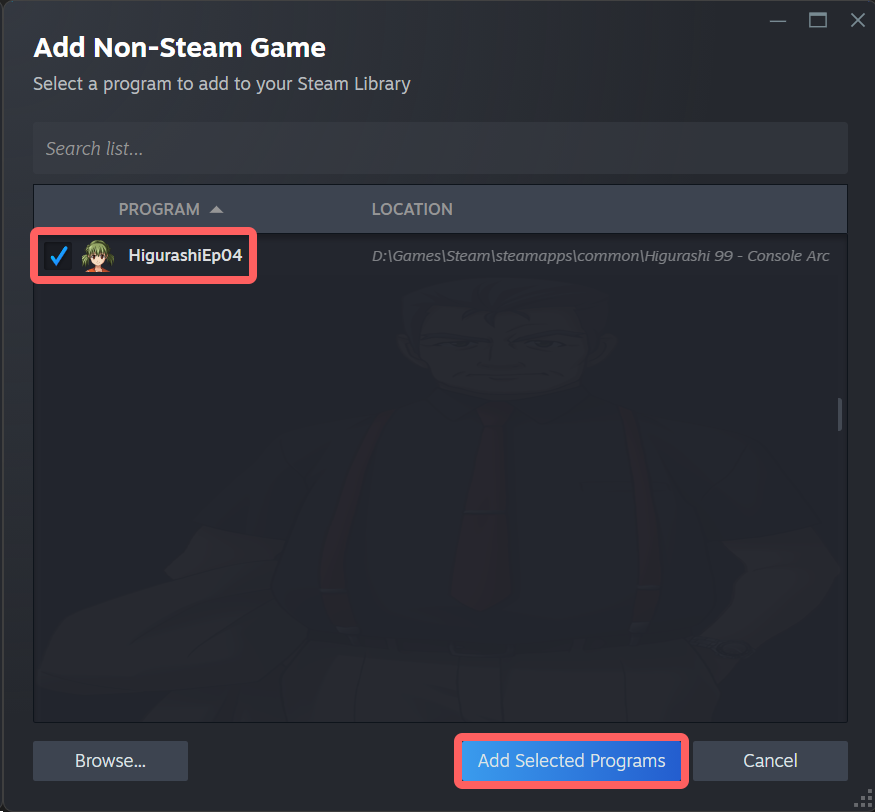 Add Non-Steam Game
Select a program to add to your Steam Library
Search list...
PROGRAM LOCATION
HigurashiEp04 D:\Games\Steam\steamapps\common\Higurashi 99 - Console Arc
Browse... Add Selected Programs Cancel